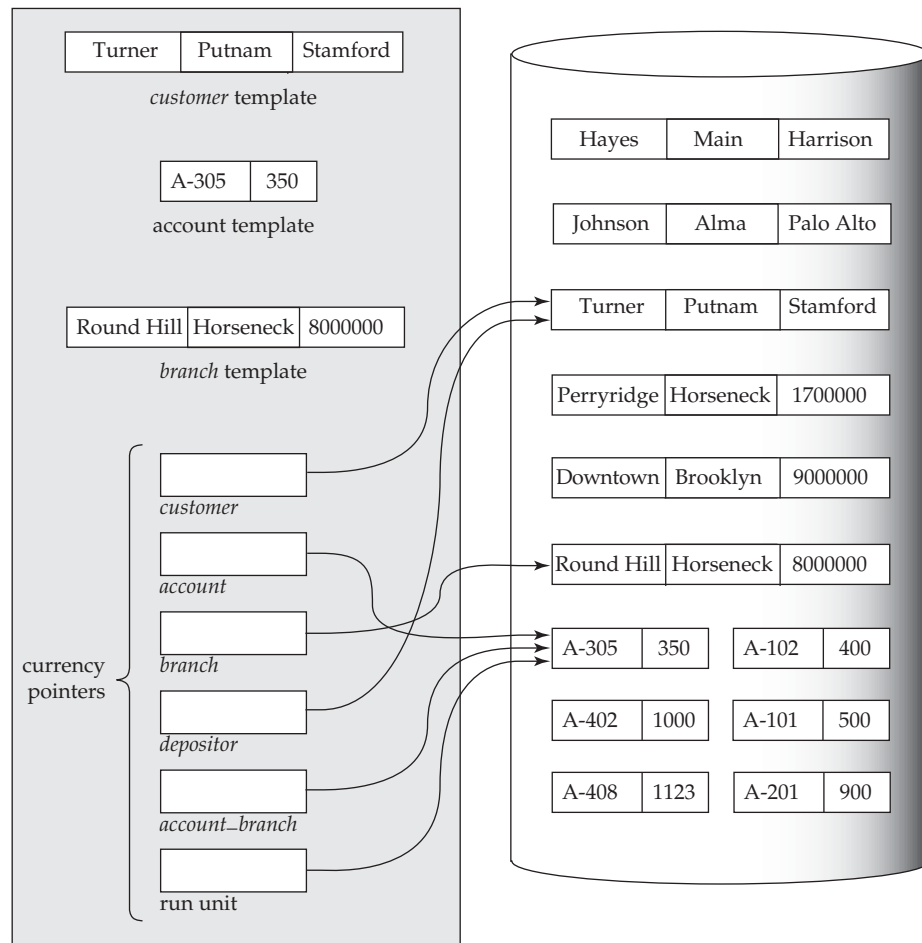 Turner Putnam Stamford
customer template
A-305 350
account template
Round Hill Horseneck 8000000
branch template
currency
pointers
customer
account
branch
depositor
account_branch
run unit
Hayes Main Harrison
Johnson Alma Palo Alto
Turner Putnam Stamford
Perryridge Horseneck 1700000
Downtown Brooklyn 9000000
Round Hill Horseneck 8000000
A-305 350 A-102 400
A-402 1000 A-101 500
A-408 1123 A-201 900